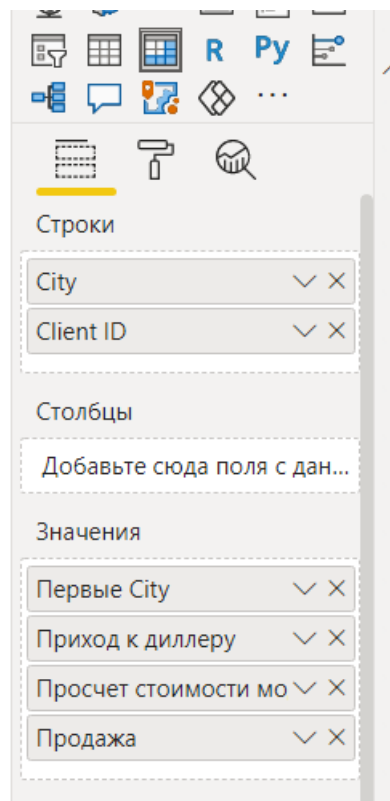 R Py
...
Строки
City
Client ID
Столбцы
Добавьте сюда поля с дан...
Значения
Первые City
Приход к диллеру
Просчет стоимости мо
Продажа